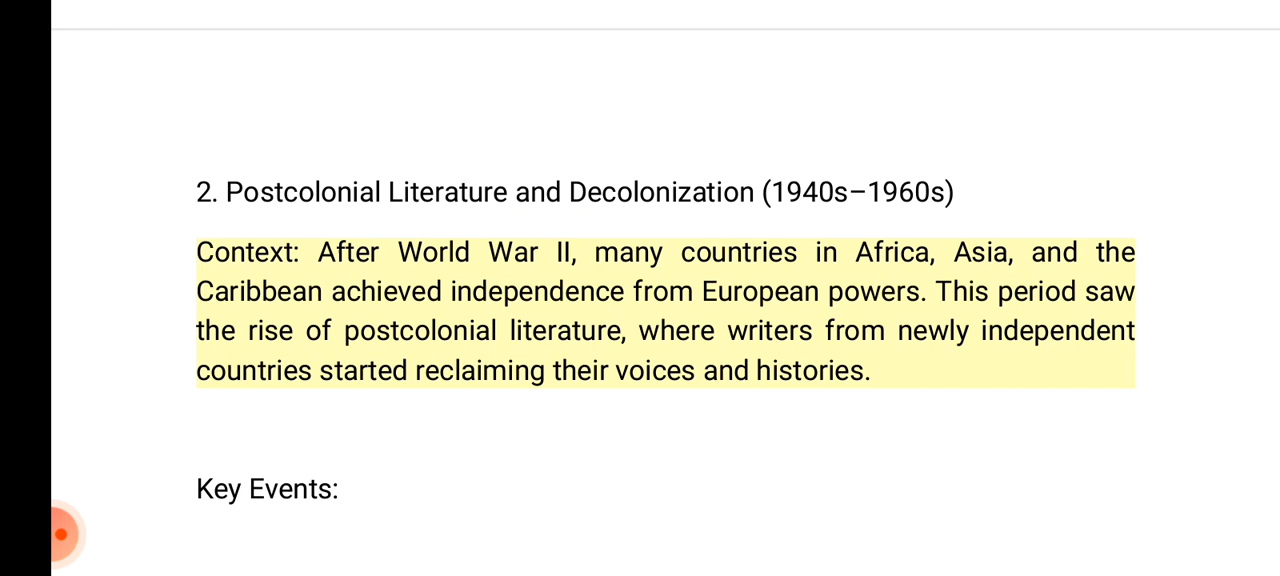 2. Postcolonial Literature and Decolonization (1940s–1960s)
Context: After World War II, many countries in Africa, Asia, and the
Caribbean achieved independence from European powers. This period saw
the rise of postcolonial literature, where writers from newly independent
countries started reclaiming their voices and histories.
Key Events: